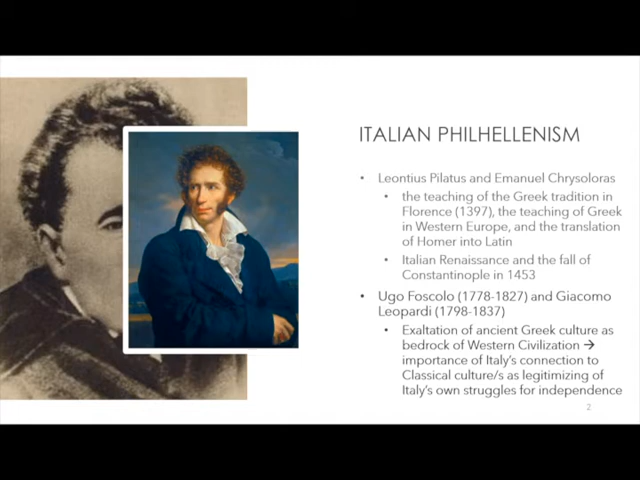 ITALIAN PHILHELLENISM
• Leontius Pilatus and Emanuel Chrysoloras
• the teaching of the Greek tradition in
Florence (1397), the teaching of Greek
in Western Europe, and the translation
of Homer into Latin
• Italian Renaissance and the fall of
Constantinople in 1453
• Ugo Foscolo (1778-1827) and Giacomo
Leopardi (1798-1837)
• Exaltation of ancient Greek culture as
bedrock of Western Civilization →
importance of Italy's connection to
Classical culture/s as legitimizing of
Italy's own struggles for independence
2